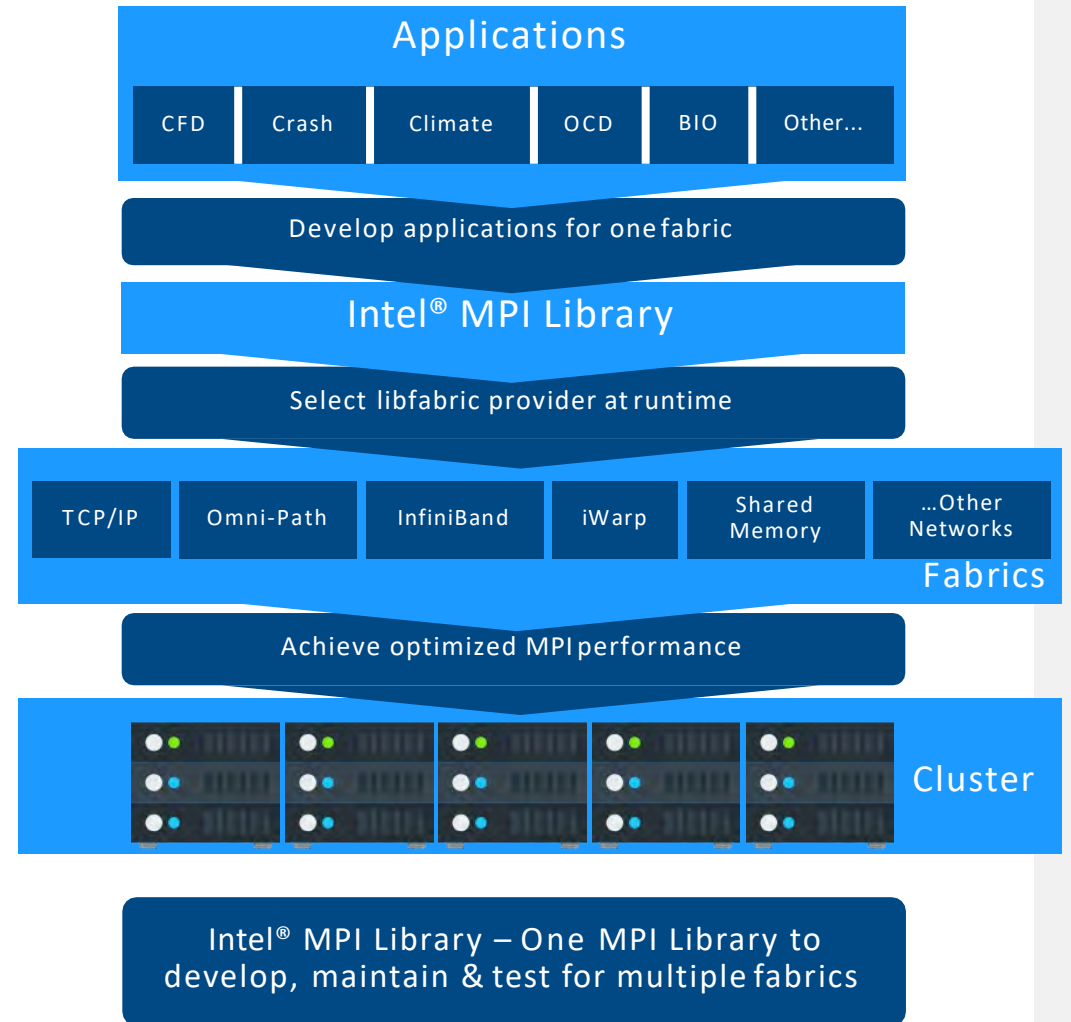 Applications
CFD
Crash
Climate
OCD
BIO
Other...
Develop applications for one fabric
Intel® MPI Library
Select libfabric provider at runtime
TCP/IP
Omni-Path
InfiniBand
iWarp
Shared
Memory
...Other
Networks
Fabrics
Achieve optimized MPI performance
Cluster
Intel® MPI Library – One MPI Library to
develop, maintain & test for multiple fabrics